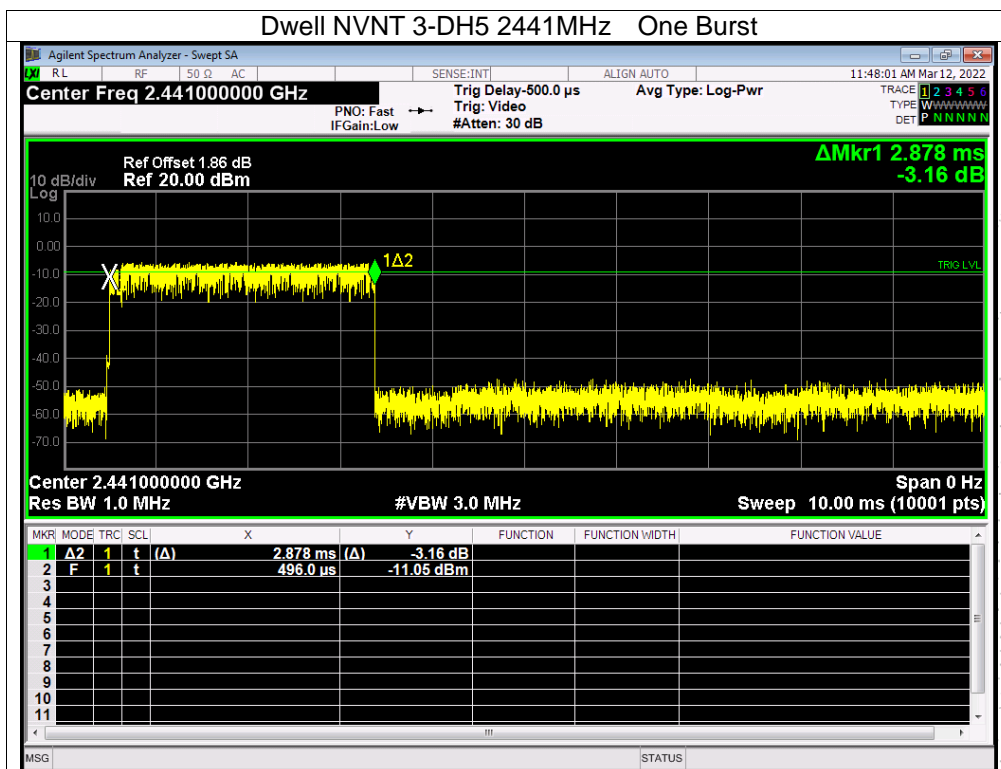 Dwell NVNT 3-DH5 2441MHz One Burst
Agilent Spectrum Analyzer - Swept SA
LXI RL RF 50 Ω AC SENSE:INT ALIGN AUTO 11:48:01 AM Mar 12, 2022
Center Freq 2.441000000 GHz Trig Delay-500.0 µs Avg Type: Log-Pwr TRACE 1 2 3 4 5 6
PNO: Fast Trig: Video TYPE WWWWWW
IFGain:Low #Atten: 30 dB DET P N N N N N
ΔMkr1 2.878 ms
-3.16 dB
Ref Offset 1.86 dB
10 dB/div Ref 20.00 dBm
Log
10.0
0.00
1Δ2
TRIG LVL
-10.0
-20.0
-30.0
-40.0
-50.0
-60.0
-70.0
Center 2.441000000 GHz Span 0 Hz
Res BW 1.0 MHz #VBW 3.0 MHz Sweep 10.00 ms (10001 pts)
MKR MODE TRC SCL X Y FUNCTION FUNCTION WIDTH FUNCTION VALUE
1 Δ2 1 t (Δ) 2.878 ms (Δ) -3.16 dB
2 F 1 t 496.0 µs -11.05 dBm
3
4
5
6
7
8
9
10
11
MSG STATUS